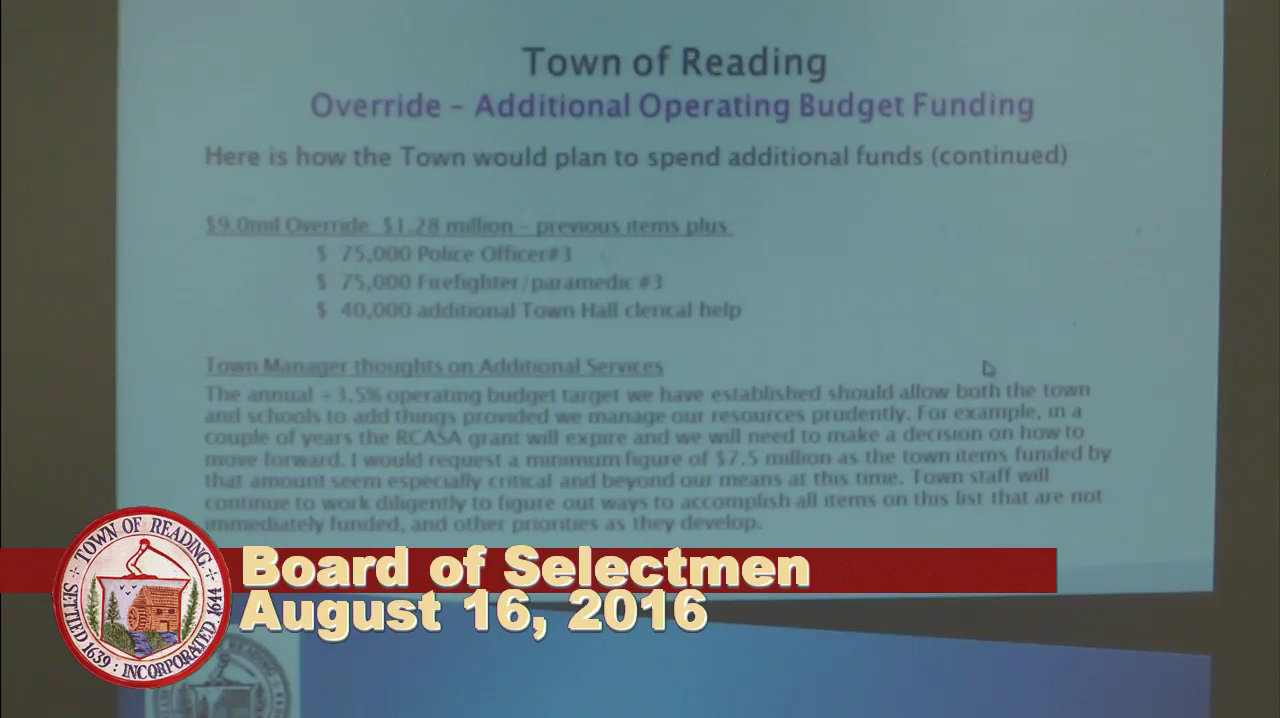 Town of Reading
Override - Additional Operating Budget Funding
Here is how the Town would plan to spend additional funds (continued)
$9.0mil Override $1.28 million - previous items plus
$ 75,000 Police Officer#3
$ 75,000 Firefighter/paramedic #3
$ 40,000 additional Town Hall clerical help
Town Manager thoughts on Additional Services
The annual +3.5% operating budget target we have established should allow both the town
and schools to add things provided we manage our resources prudently. For example, in a
couple of years the RCASA grant will expire and we will need to make a decision on how to
move forward. I would request a minimum figure of $7.5 million as the town items funded by
that amount seem especially critical and beyond our means at this time. Town staff will
continue to work diligently to figure out ways to accomplish all items on this list that are not
immediately funded, and other priorities as they develop.
TOWN OF READING
SETTLED 1639 : INCORPORATED 1644
Board of Selectmen
August 16, 2016
READING